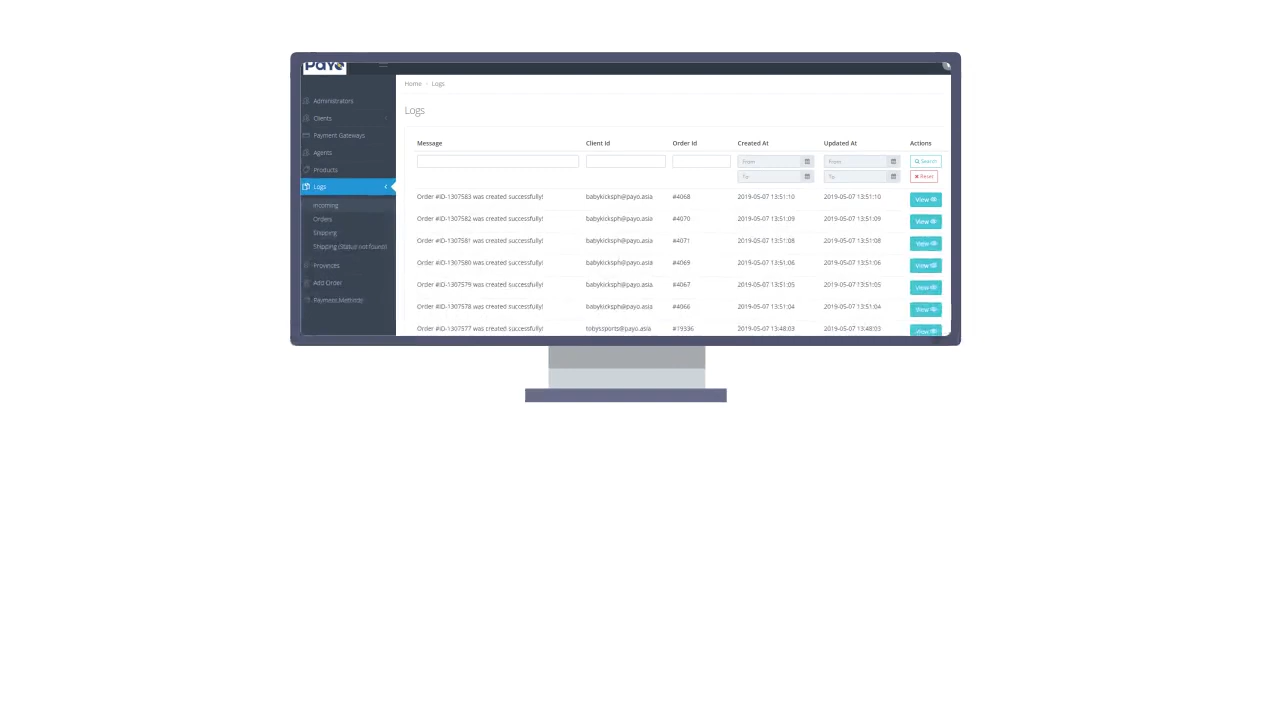 Payo
Home Logs
Administrators
Clients
Payment Gateways
Agents
Products
Logs
Incoming
Orders
Shipping
Shipping (Status not found)
Provinces
Add Order
Payment Methods
Logs
Message Client Id Order Id Created At Updated At Actions
From From Search
To To Reset
Order #ID-1307583 was created successfully! babykicksph@payo.asia #4068 2019-05-07 13:51:10 2019-05-07 13:51:10 View
Order #ID-1307582 was created successfully! babykicksph@payo.asia #4070 2019-05-07 13:51:09 2019-05-07 13:51:09 View
Order #ID-1307581 was created successfully! babykicksph@payo.asia #4071 2019-05-07 13:51:08 2019-05-07 13:51:08 View
Order #ID-1307580 was created successfully! babykicksph@payo.asia #4069 2019-05-07 13:51:06 2019-05-07 13:51:06 View
Order #ID-1307579 was created successfully! babykicksph@payo.asia #4067 2019-05-07 13:51:05 2019-05-07 13:51:05 View
Order #ID-1307578 was created successfully! babykicksph@payo.asia #4066 2019-05-07 13:51:04 2019-05-07 13:51:04 View
Order #ID-1307577 was created successfully! tobyssports@payo.asia #19336 2019-05-07 13:48:03 2019-05-07 13:48:03 View